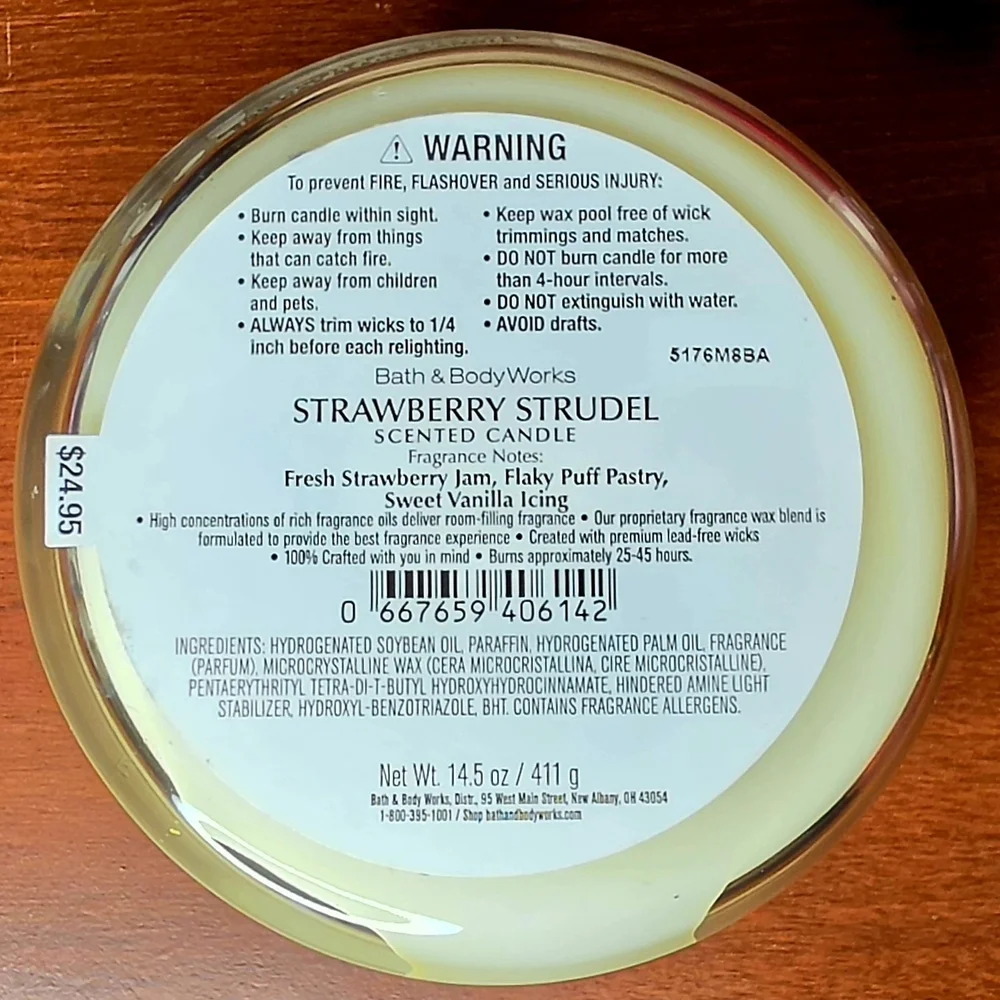 ⚠ WARNING
To prevent FIRE, FLASHOVER and SERIOUS INJURY:
• Burn candle within sight.
• Keep away from things
that can catch fire.
• Keep away from children
and pets.
• ALWAYS trim wicks to 1/4
inch before each relighting.
• Keep wax pool free of wick
trimmings and matches.
• DO NOT burn candle for more
than 4-hour intervals.
• DO NOT extinguish with water.
• AVOID drafts.
5176M8BA
Bath & Body Works
STRAWBERRY STRUDEL
SCENTED CANDLE
Fragrance Notes:
Fresh Strawberry Jam, Flaky Puff Pastry,
Sweet Vanilla Icing
• High concentrations of rich fragrance oils deliver room-filling fragrance • Our proprietary fragrance wax blend is
formulated to provide the best fragrance experience • Created with premium lead-free wicks
• 100% Crafted with you in mind • Burns approximately 25-45 hours.
0 667659 406142
INGREDIENTS: HYDROGENATED SOYBEAN OIL, PARAFFIN, HYDROGENATED PALM OIL, FRAGRANCE
(PARFUM), MICROCRYSTALLINE WAX (CERA MICROCRISTALLINA, CIRE MICROCRISTALLINE),
PENTAERYTHRITYL TETRA-DI-T-BUTYL HYDROXYHYDROCINNAMATE, HINDERED AMINE LIGHT
STABILIZER, HYDROXYL-BENZOTRIAZOLE, BHT. CONTAINS FRAGRANCE ALLERGENS.
Net Wt. 14.5 oz / 411 g
Bath & Body Works, Distr., 95 West Main Street, New Albany, OH 43054
1-800-395-1001 / Shop bathandbodyworks.com
$24.95